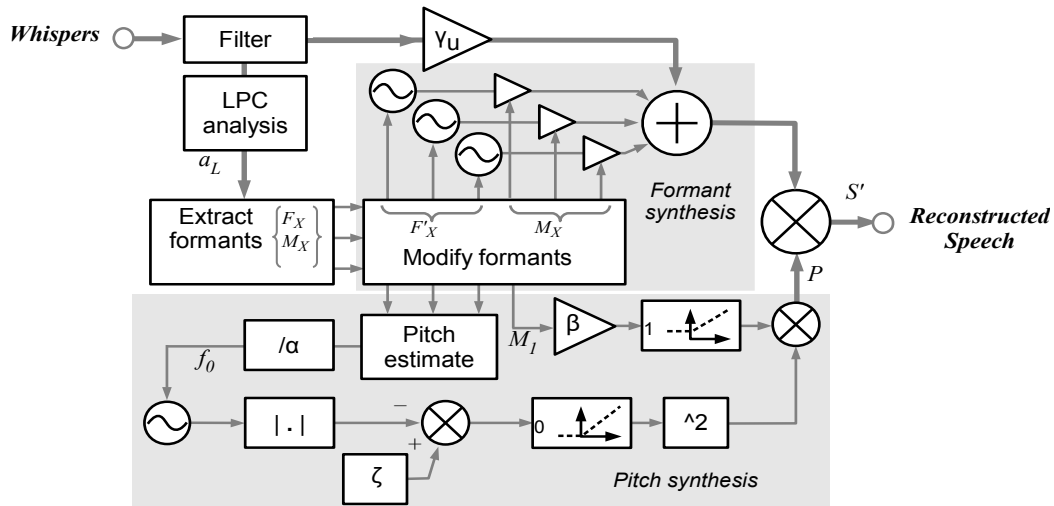 Whispers
Filter
γu
LPC
analysis
aL
Extract
formants
FX
MX
F'X
MX
Modify formants
Formant
synthesis
S'
Reconstructed
Speech
P
Pitch
estimate
M1
β
1
/α
f0
| . |
−
+
ζ
0
^2
Pitch synthesis